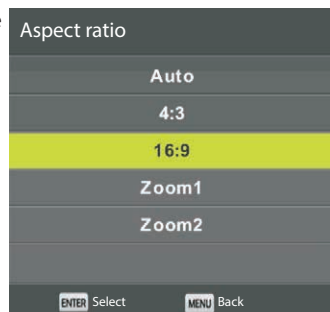 e
Aspect ratio
Auto
4:3
16:9
Zoom1
Zoom2
ENTER Select MENU Back